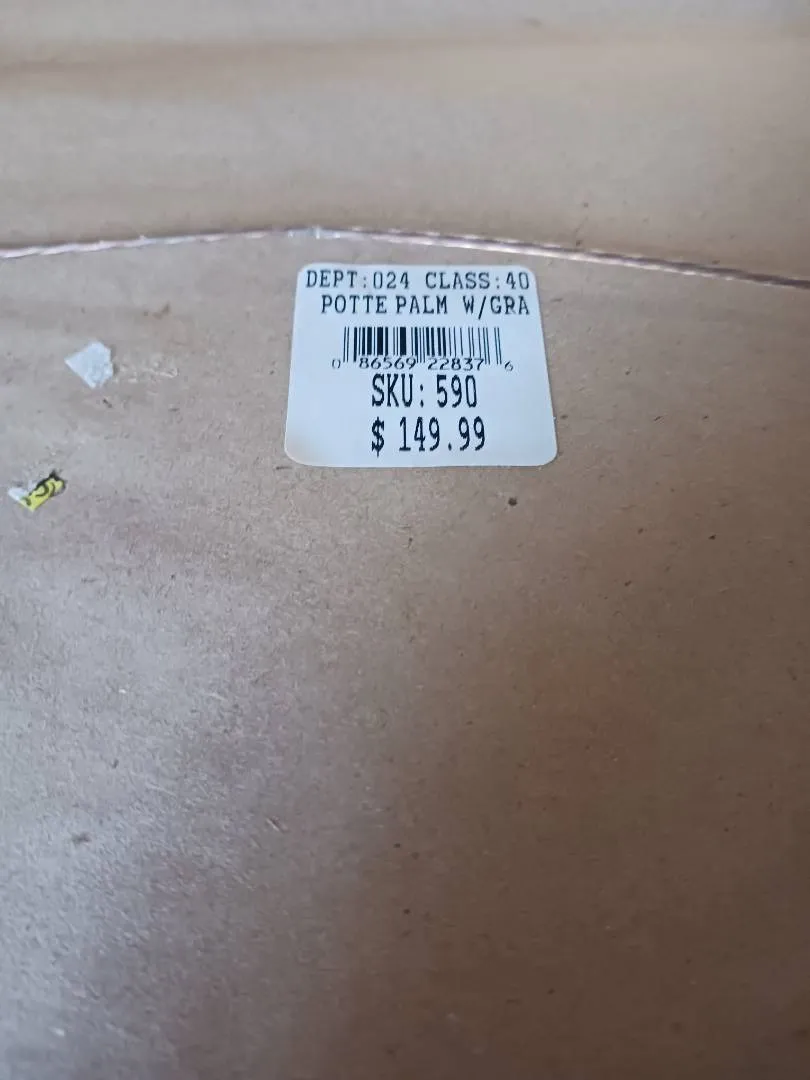 DEPT:024 CLASS:40
POTTE PALM W/GRA
0 86569 22837 6
SKU: 590
$ 149.99